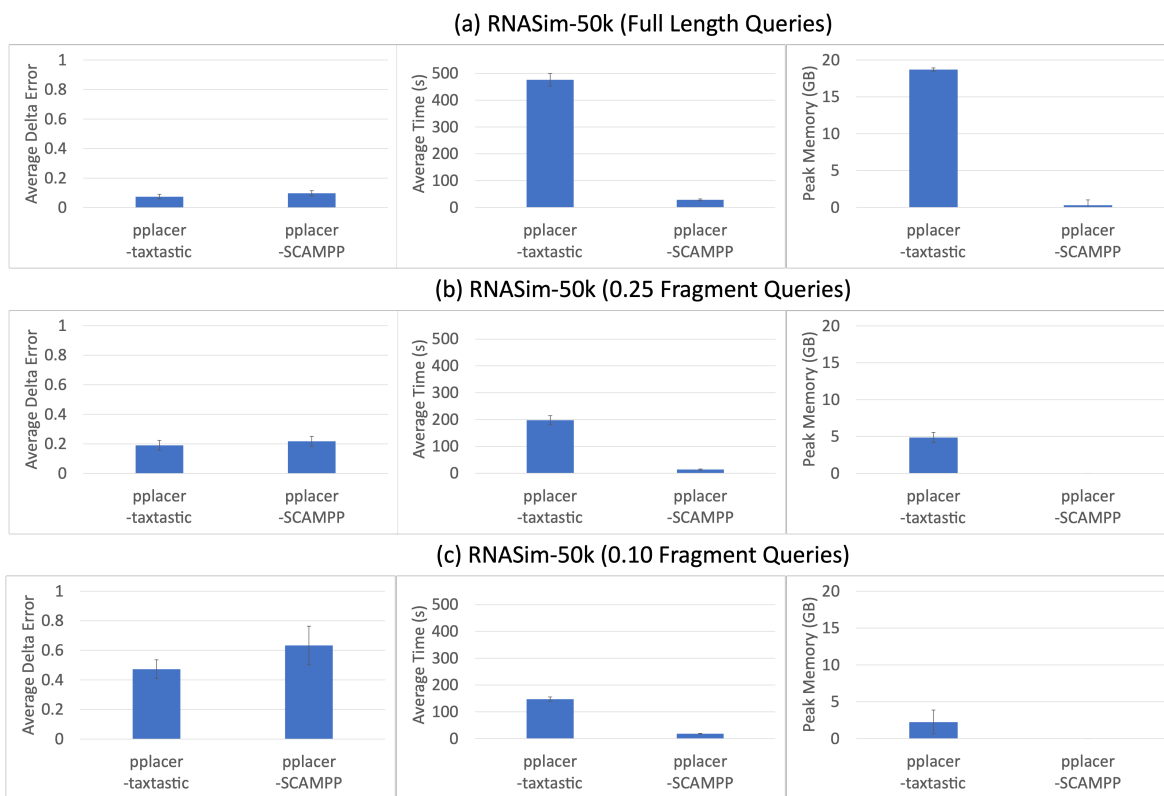 (a) RNASim-50k (Full Length Queries)
Average Delta Error
1
0.8
0.6
0.4
0.2
0
pplacer
-taxtastic
pplacer
-SCAMPP
Average Time (s)
500
400
300
200
100
0
pplacer
-taxtastic
pplacer
-SCAMPP
Peak Memory (GB)
20
15
10
5
0
pplacer
-taxtastic
pplacer
-SCAMPP
(b) RNASim-50k (0.25 Fragment Queries)
Average Delta Error
1
0.8
0.6
0.4
0.2
0
pplacer
-taxtastic
pplacer
-SCAMPP
Average Time (s)
500
400
300
200
100
0
pplacer
-taxtastic
pplacer
-SCAMPP
Peak Memory (GB)
20
15
10
5
0
pplacer
-taxtastic
pplacer
-SCAMPP
(c) RNASim-50k (0.10 Fragment Queries)
Average Delta Error
1
0.8
0.6
0.4
0.2
0
pplacer
-taxtastic
pplacer
-SCAMPP
Average Time (s)
500
400
300
200
100
0
pplacer
-taxtastic
pplacer
-SCAMPP
Peak Memory (GB)
20
15
10
5
0
pplacer
-taxtastic
pplacer
-SCAMPP